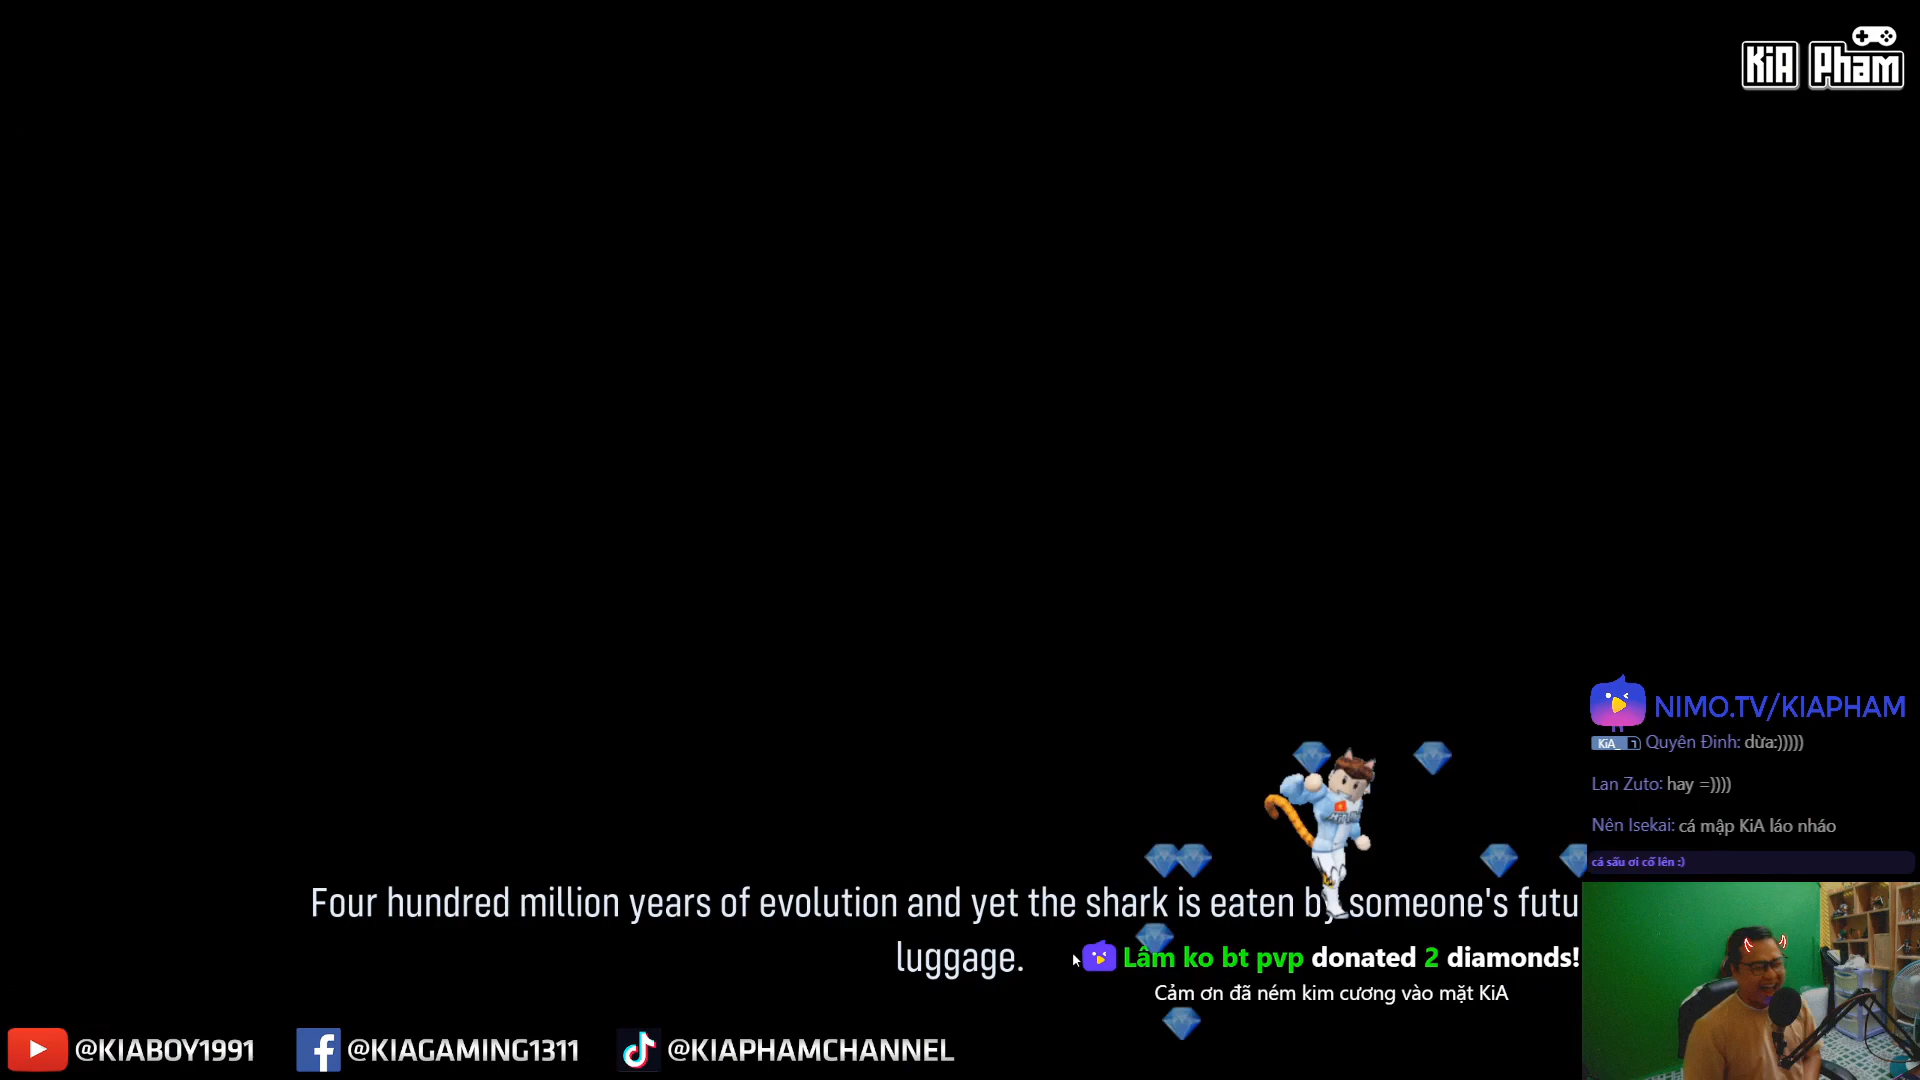 KiA Pham
NIMO.TV/KIAPHAM
KiA_ 1 Quyên Đinh: dừa:)))))
Lan Zuto: hay =))))
Nên Isekai: cá mập KiA láo nháo
cá sấu ơi cố lên :)
Four hundred million years of evolution and yet the shark is eaten by someone's futu
luggage.
Lâm ko bt pvp donated 2 diamonds!
Cảm ơn đã ném kim cương vào mặt KiA
@KIABOY1991 @KIAGAMING1311 @KIAPHAMCHANNEL